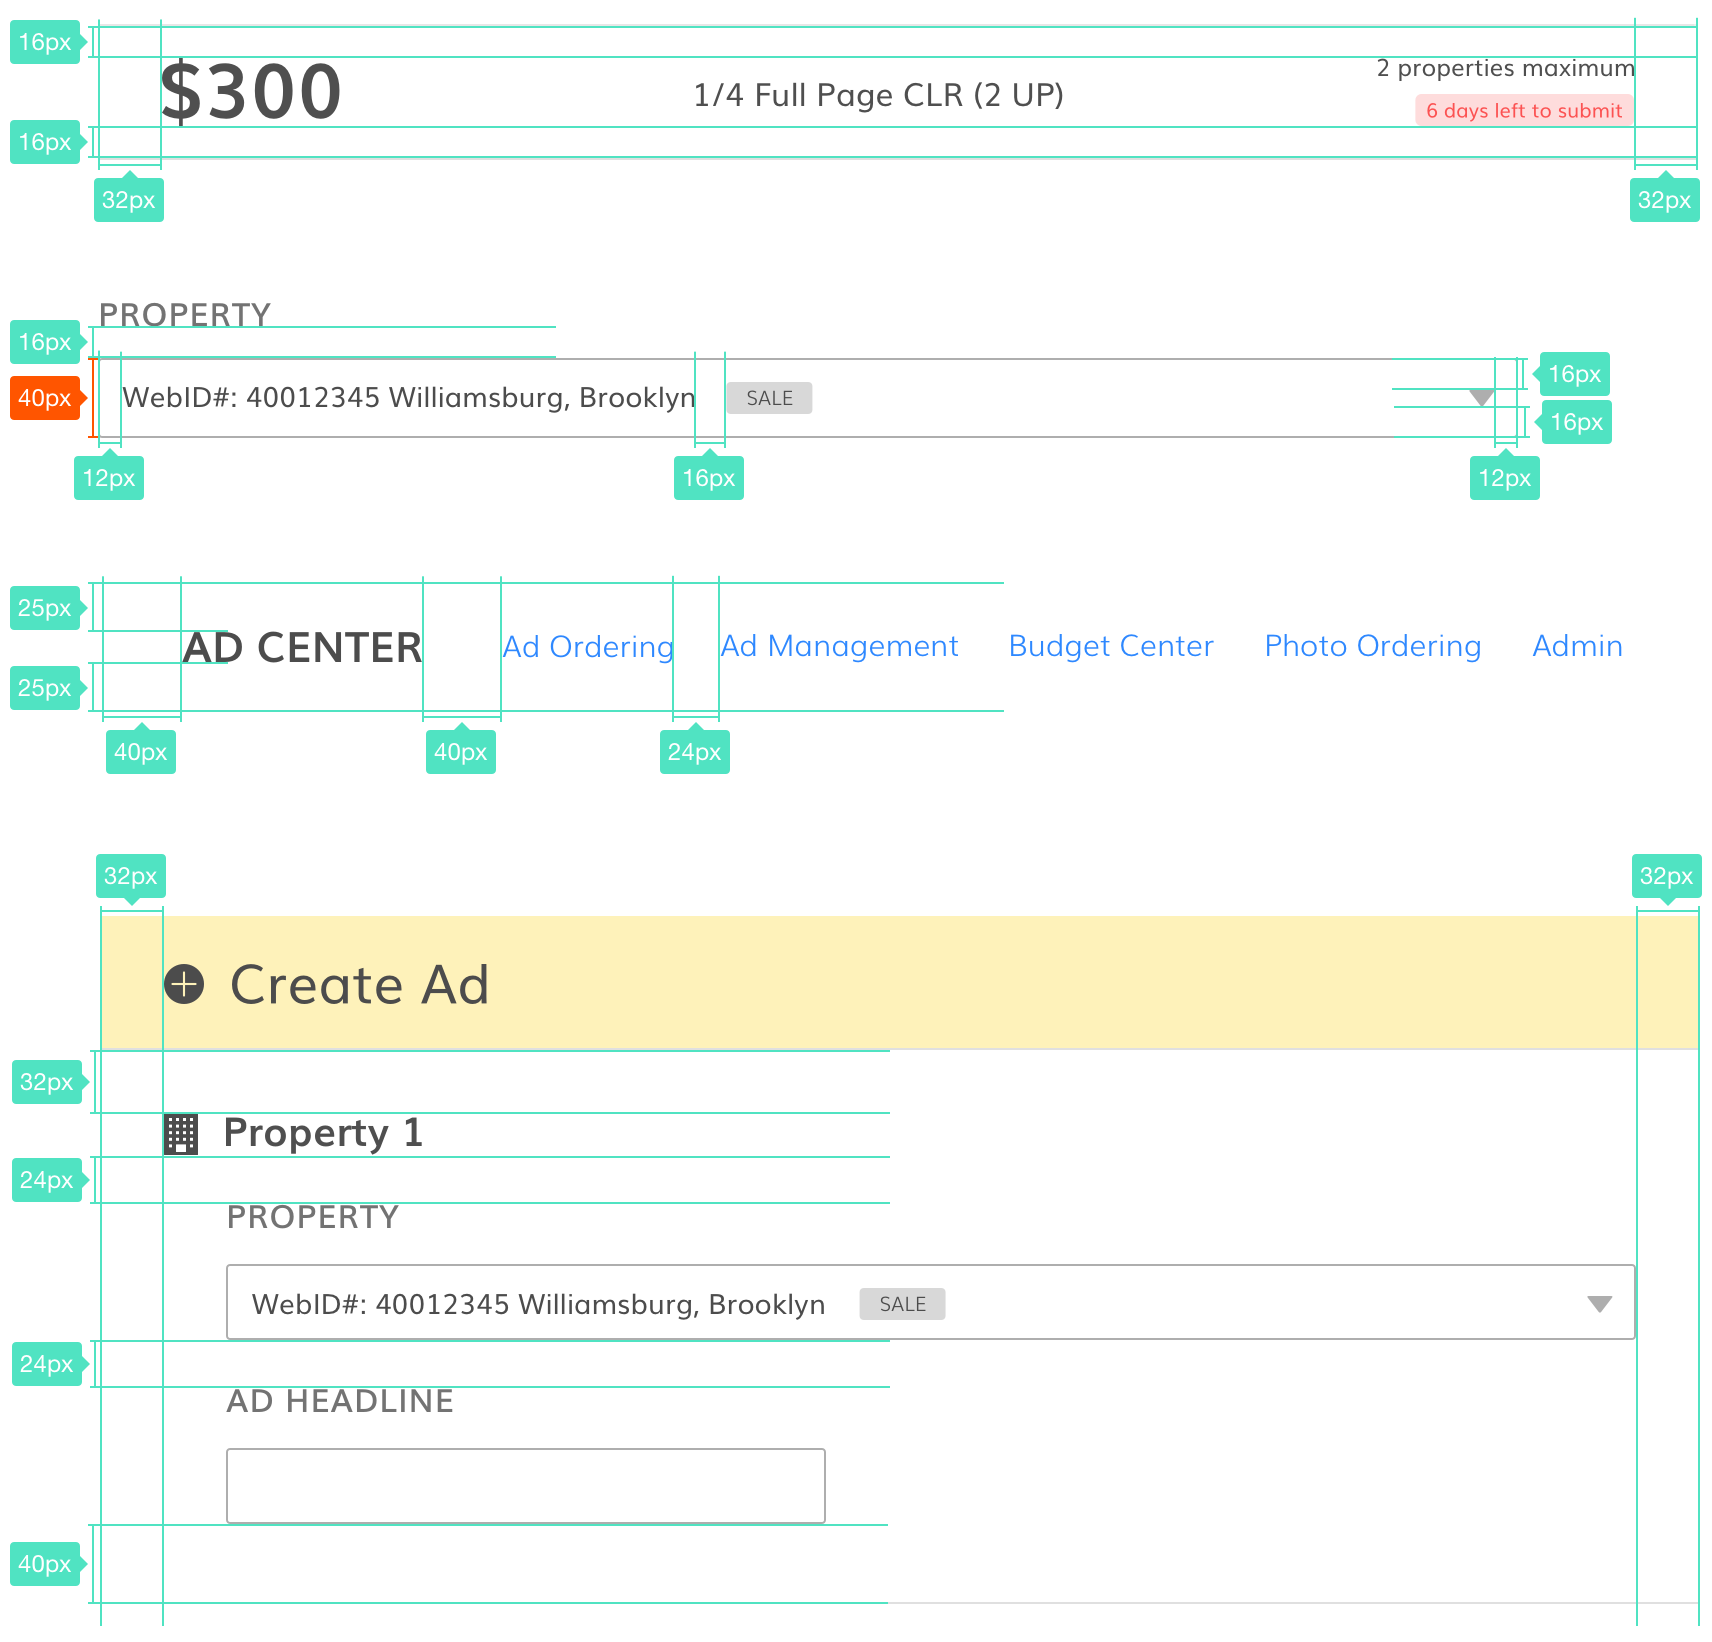 16px
$300
1/4 Full Page CLR (2 UP)
2 properties maximum
6 days left to submit
16px
32px
32px
PROPERTY
16px
40px
WebID#: 40012345 Williamsburg, Brooklyn
SALE
16px
16px
12px
16px
12px
25px
AD CENTER
Ad Ordering
Ad Management
Budget Center
Photo Ordering
Admin
25px
40px
40px
24px
32px
32px
Create Ad
32px
Property 1
24px
PROPERTY
WebID#: 40012345 Williamsburg, Brooklyn
SALE
24px
AD HEADLINE
40px